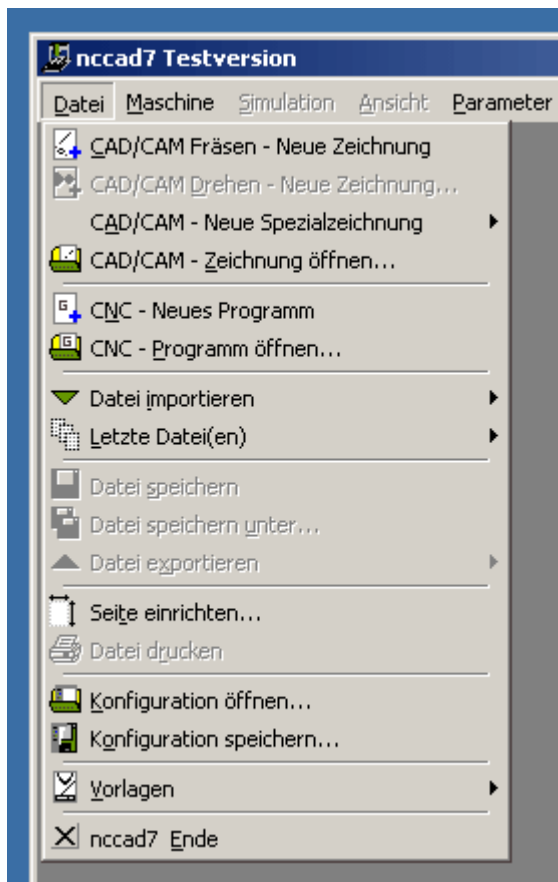 nccad7 Testversion
Datei Maschine Simulation Ansicht Parameter
CAD/CAM Fräsen - Neue Zeichnung
CAD/CAM Drehen - Neue Zeichnung...
CAD/CAM - Neue Spezialzeichnung
CAD/CAM - Zeichnung öffnen...
CNC - Neues Programm
CNC - Programm öffnen...
Datei importieren
Letzte Datei(en)
Datei speichern
Datei speichern unter...
Datei exportieren
Seite einrichten...
Datei drucken
Konfiguration öffnen...
Konfiguration speichern...
Vorlagen
nccad7 Ende